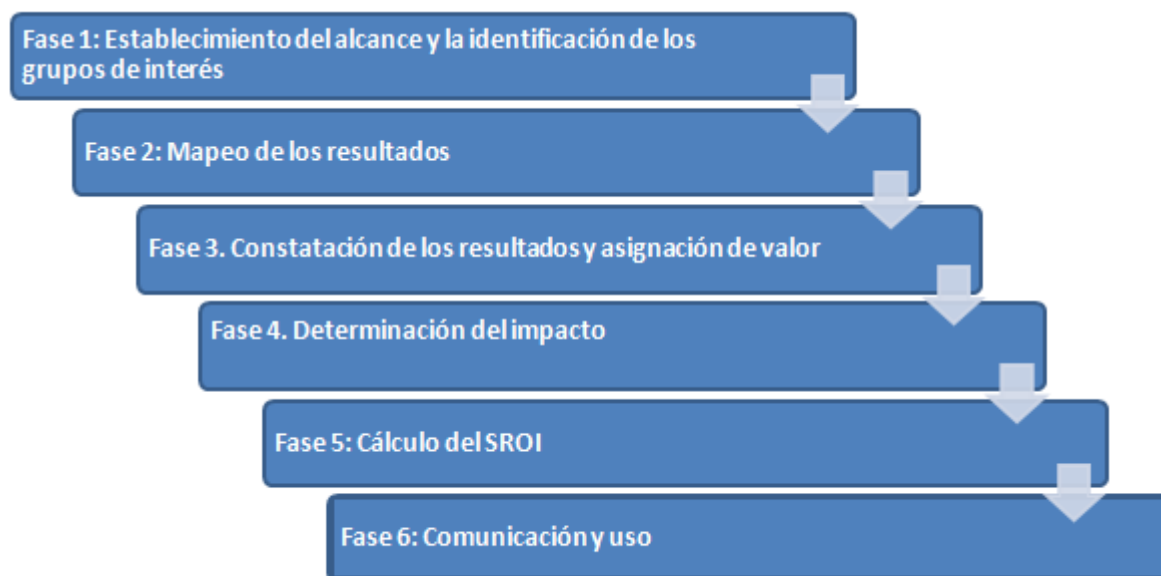 Fase 1: Establecimiento del alcance y la identificación de los
grupos de interés
Fase 2: Mapeo de los resultados
Fase 3. Constatación de los resultados y asignación de valor
Fase 4. Determinación del impacto
Fase 5: Cálculo del SROI
Fase 6: Comunicación y uso